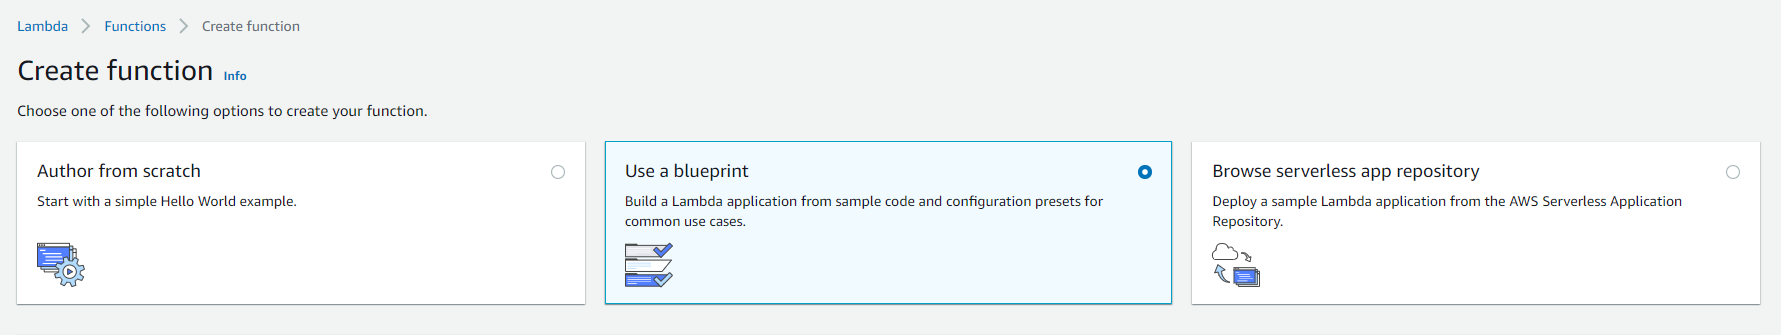 Lambda > Functions > Create function
Create function Info
Choose one of the following options to create your function.
Author from scratch
Start with a simple Hello World example.
Use a blueprint
Build a Lambda application from sample code and configuration presets for
common use cases.
Browse serverless app repository
Deploy a sample Lambda application from the AWS Serverless Application
Repository.